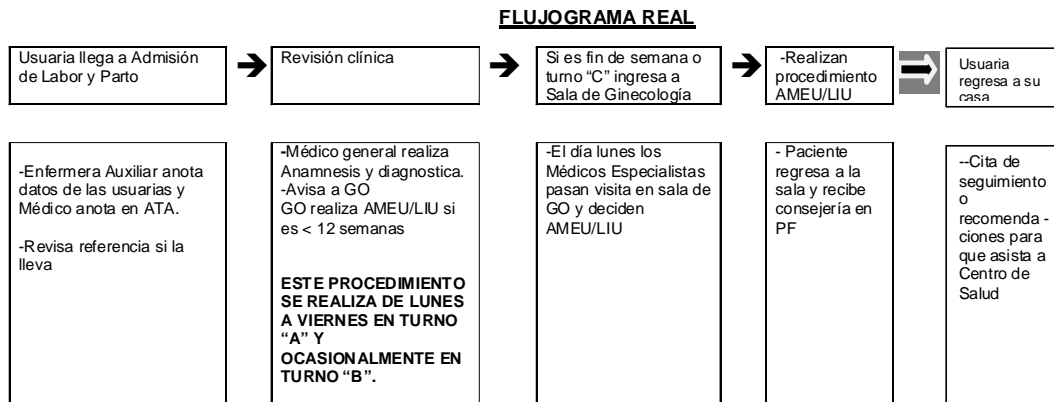 FLUJOGRAMA REAL
Usuaria llega a Admisión
de Labor y Parto
Revisión clínica
Si es fin de semana o
turno “C” ingresa a
Sala de Ginecología
-Realizan
procedimiento
AMEU/LIU
Usuaria
regresa a su
casa
-Enfermera Auxiliar anota
datos de las usuarias y
Médico anota en ATA.
-Revisa referencia si la
lleva
-Médico general realiza
Anamnesis y diagnostica.
-Avisa a GO
GO realiza AMEU/LIU si
es < 12 semanas
ESTE PROCEDIMIENTO
SE REALIZA DE LUNES
A VIERNES EN TURNO
“A” Y
OCASIONALMENTE EN
TURNO “B”.
-El día lunes los
Médicos Especialistas
pasan visita en sala de
GO y deciden
AMEU/LIU
- Paciente
regresa a la
sala y recibe
consejería en
PF
--Cita de
seguimiento
o
recomenda -
ciones para
que asista a
Centro de
Salud